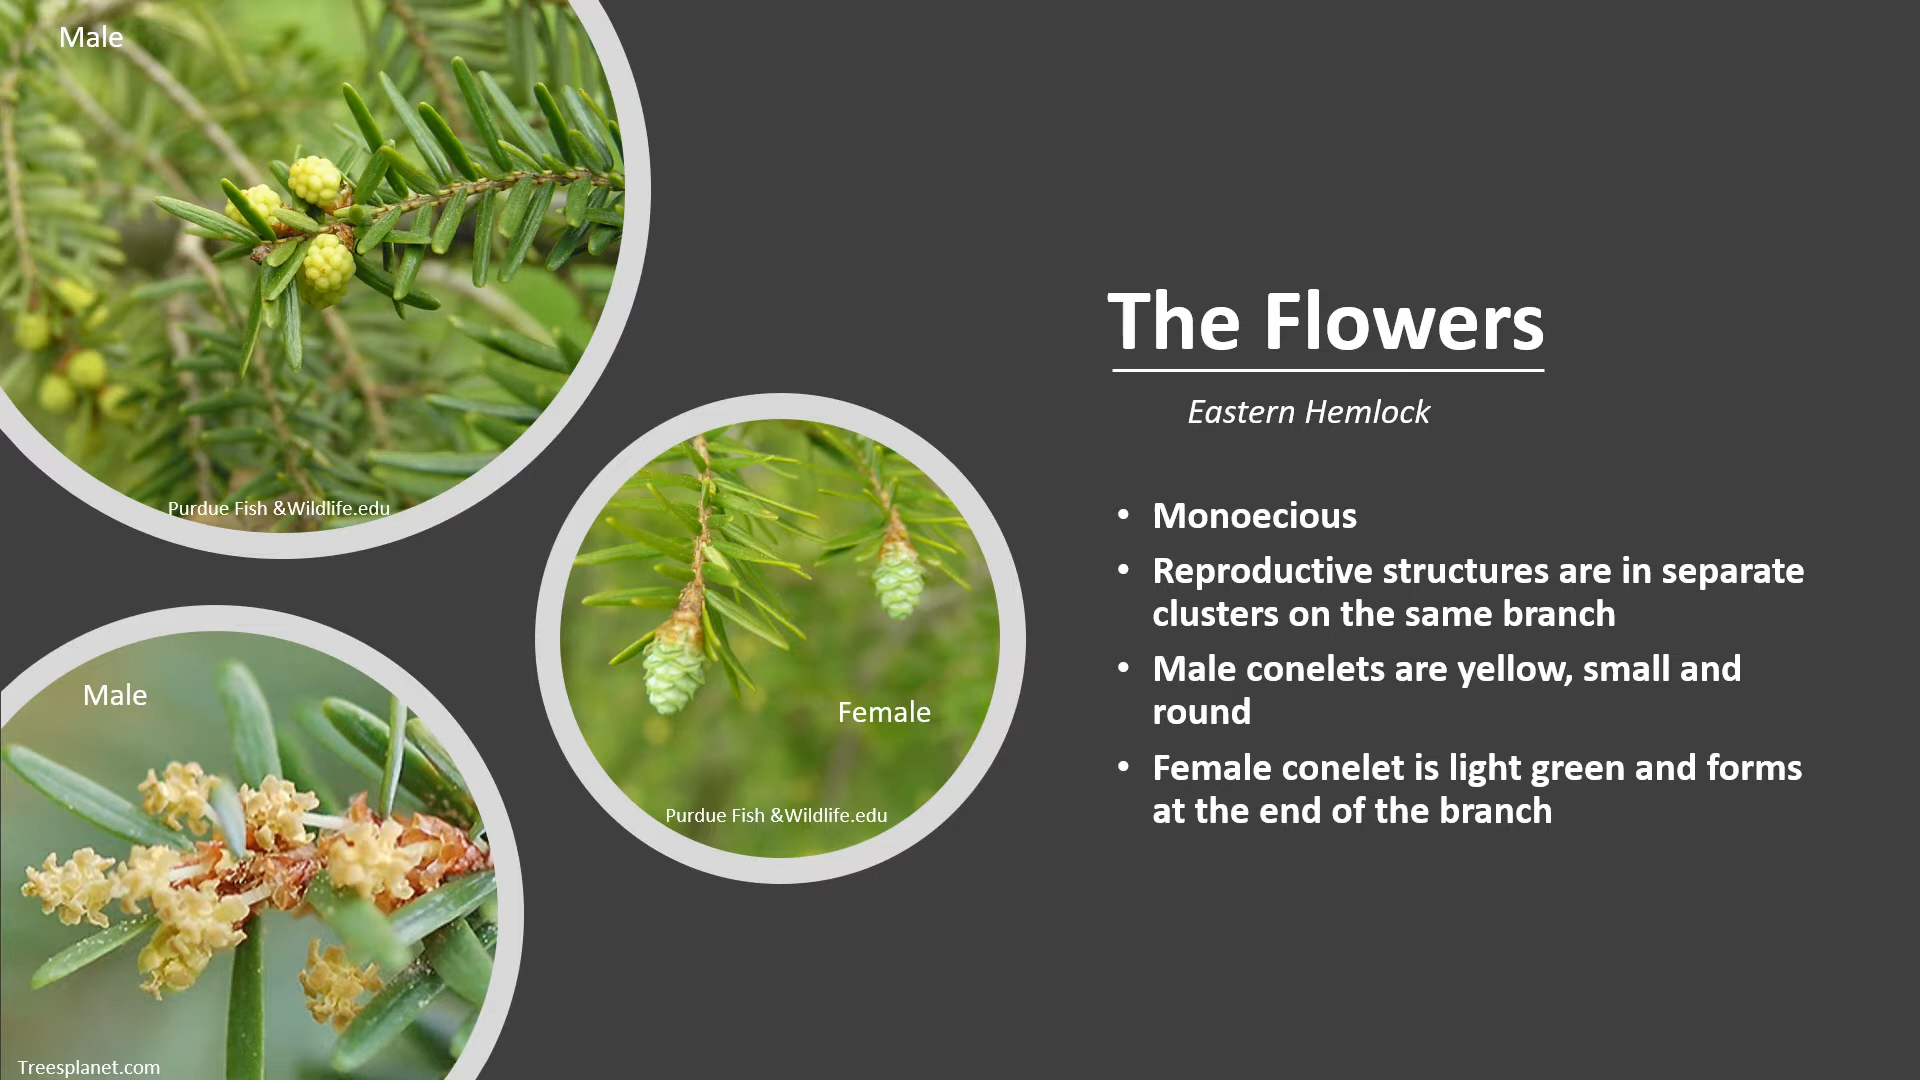 Male
Purdue Fish &Wildlife.edu
The Flowers
Eastern Hemlock
• Monoecious
• Reproductive structures are in separate
clusters on the same branch
• Male conelets are yellow, small and
round
• Female conelet is light green and forms
at the end of the branch
Female
Purdue Fish &Wildlife.edu
Male
Treesplanet.com